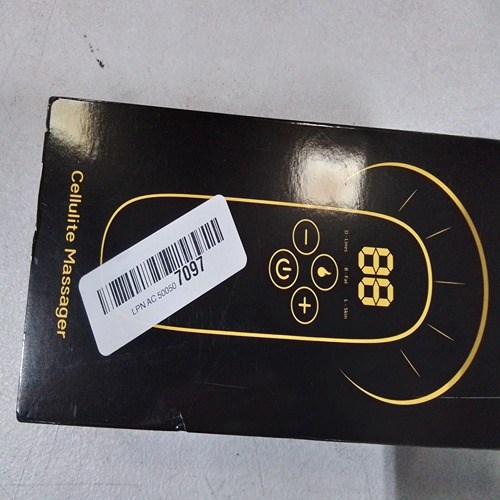 Cellulite Massager
LPN AC 50050 7097
88
D - Lines
B - Fat
L - Skin